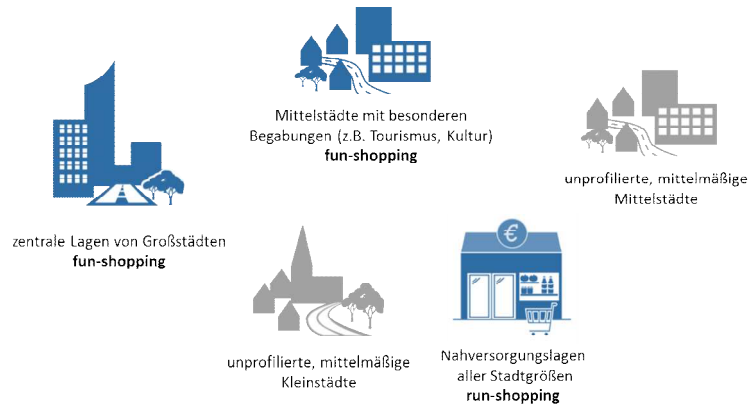 Mittelstädte mit besonderen
Begabungen (z.B. Tourismus, Kultur)
fun-shopping
unprofilierte, mittelmäßige
Mittelstädte
zentrale Lagen von Großstädten
fun-shopping
€
unprofilierte, mittelmäßige
Kleinstädte
Nahversorgungslagen
aller Stadtgrößen
run-shopping